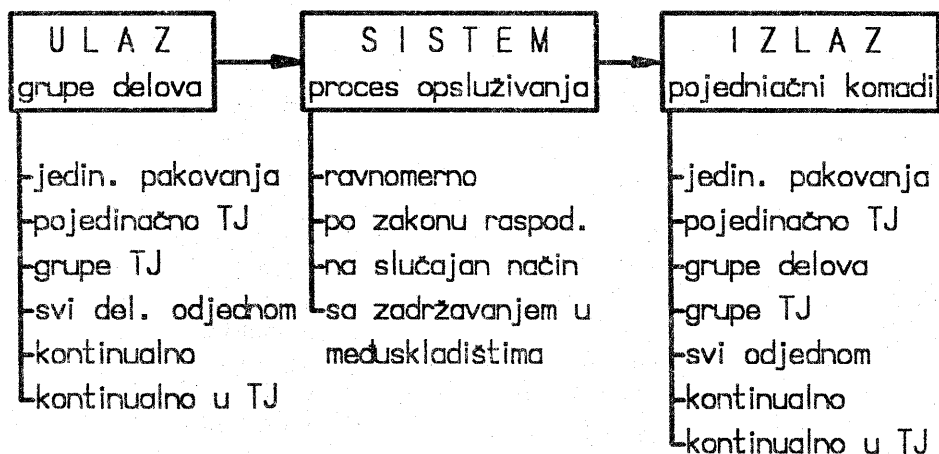 U L A Z
grupe delova
jedin. pakovanja
pojedinačno TJ
grupe TJ
svi del. odjednom
kontinualno
kontinualno u TJ
S I S T E M
proces opsluživanja
ravnomerno
po zakonu raspod.
na slučajan način
sa zadržavanjem u
međuskladištima
I Z L A Z
pojedniačni komadi
jedin. pakovanja
pojedinačno TJ
grupe delova
grupe TJ
svi odjednom
kontinualno
kontinualno u TJ